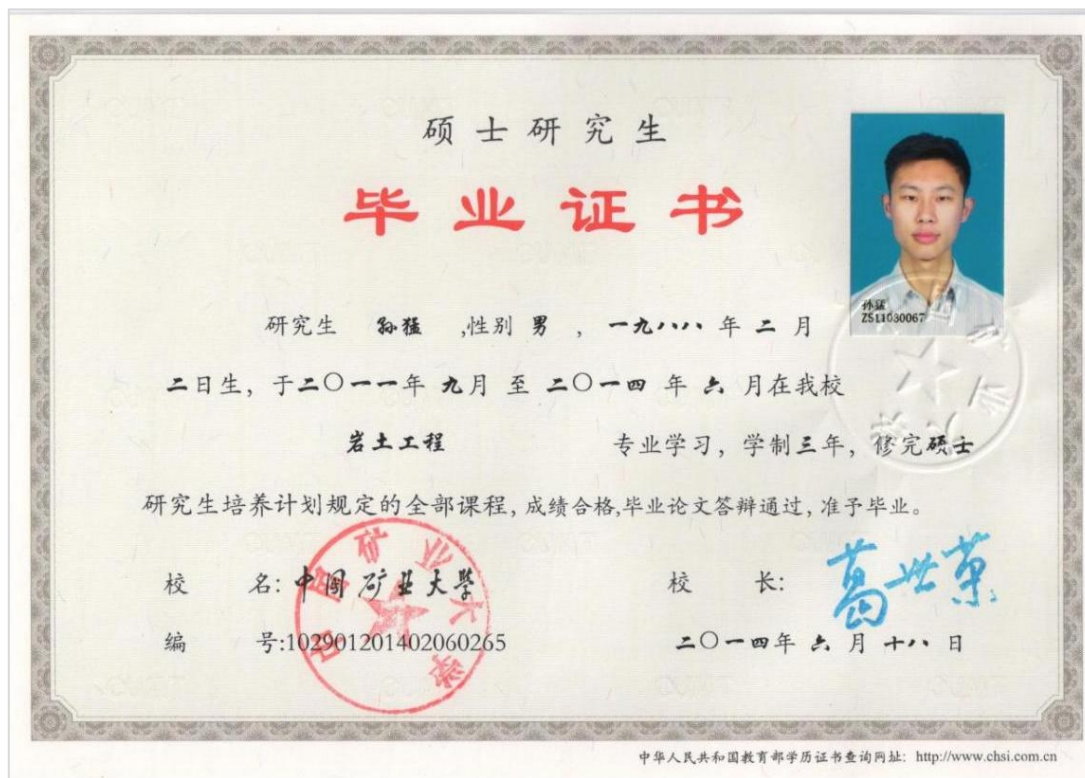 硕士研究生
毕业证书
孙猛
ZS11030067
研究生 孙猛 ,性别 男 , 一九八八 年 二 月
二日生, 于二〇一一年 九月 至 二〇一四 年 六 月在我校
岩土工程 专业学习, 学制三年, 修完硕士
研究生培养计划规定的全部课程, 成绩合格,毕业论文答辩通过, 准予毕业。
校 名: 中国矿业大学 校 长: 葛世荣
编 号:102901201402060265 二〇一四年 六 月 十八 日
中国矿业大学
中华人民共和国教育部学历证书查询网址: http://www.chsi.com.cn